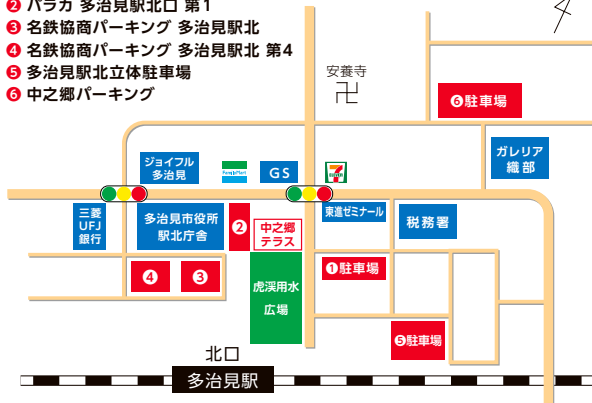 ❷ パラカ 多治見駅北口 第1
❸ 名鉄協商パーキング 多治見駅北
❹ 名鉄協商パーキング 多治見駅北 第4
❺ 多治見駅北立体駐車場
❻ 中之郷パーキング
安養寺
卍
❻駐車場
ジョイフル
多治見
FamilyMart
GS
7
ELEVEN
ガレリア
織部
三菱
UFJ
銀行
多治見市役所
駅北庁舎
❷
中之郷
テラス
東進ゼミナール
税務署
❹
❸
虎渓用水
広場
❶駐車場
❺駐車場
北口
多治見駅